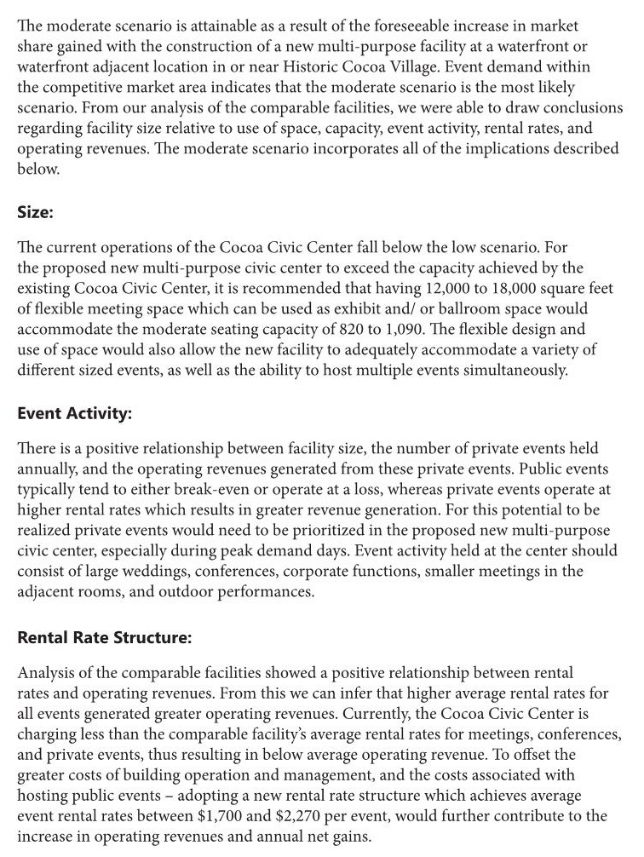 The moderate scenario is attainable as a result of the foreseeable increase in market
share gained with the construction of a new multi-purpose facility at a waterfront or
waterfront adjacent location in or near Historic Cocoa Village. Event demand within
the competitive market area indicates that the moderate scenario is the most likely
scenario. From our analysis of the comparable facilities, we were able to draw conclusions
regarding facility size relative to use of space, capacity, event activity, rental rates, and
operating revenues. The moderate scenario incorporates all of the implications described
below.
Size:
The current operations of the Cocoa Civic Center fall below the low scenario. For
the proposed new multi-purpose civic center to exceed the capacity achieved by the
existing Cocoa Civic Center, it is recommended that having 12,000 to 18,000 square feet
of flexible meeting space which can be used as exhibit and/ or ballroom space would
accommodate the moderate seating capacity of 820 to 1,090. The flexible design and
use of space would also allow the new facility to adequately accommodate a variety of
different sized events, as well as the ability to host multiple events simultaneously.
Event Activity:
There is a positive relationship between facility size, the number of private events held
annually, and the operating revenues generated from these private events. Public events
typically tend to either break-even or operate at a loss, whereas private events operate at
higher rental rates which results in greater revenue generation. For this potential to be
realized private events would need to be prioritized in the proposed new multi-purpose
civic center, especially during peak demand days. Event activity held at the center should
consist of large weddings, conferences, corporate functions, smaller meetings in the
adjacent rooms, and outdoor performances.
Rental Rate Structure:
Analysis of the comparable facilities showed a positive relationship between rental
rates and operating revenues. From this we can infer that higher average rental rates for
all events generated greater operating revenues. Currently, the Cocoa Civic Center is
charging less than the comparable facility's average rental rates for meetings, conferences,
and private events, thus resulting in below average operating revenue. To offset the
greater costs of building operation and management, and the costs associated with
hosting public events – adopting a new rental rate structure which achieves average
event rental rates between $1,700 and $2,270 per event, would further contribute to the
increase in operating revenues and annual net gains.